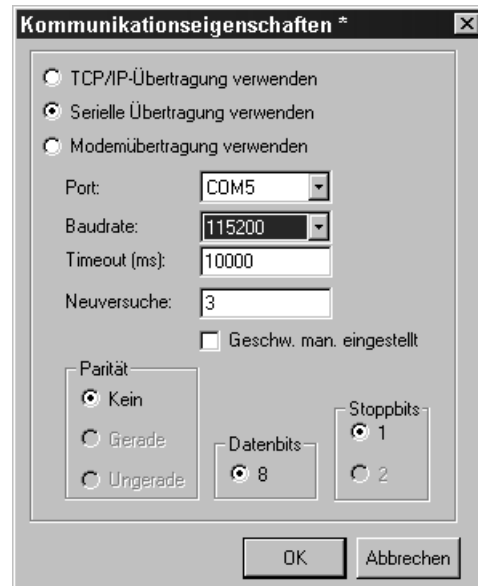 Kommunikationseigenschaften *
TCP/IP-Übertragung verwenden
Serielle Übertragung verwenden
Modemübertragung verwenden
Port: COM5
Baudrate: 115200
Timeout (ms): 10000
Neuversuche: 3
Geschw. man. eingestellt
Parität
Kein
Gerade
Ungerade
Datenbits
8
Stoppbits
1
2
OK Abbrechen